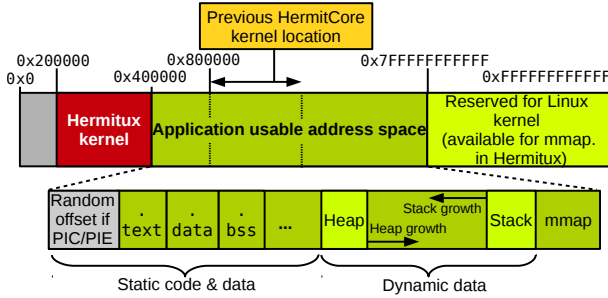 Previous HermitCore
kernel location
0x200000
0x800000
0x7FFFFFFFFFFF
0x0
0x400000
0xFFFFFFFFFFFF
Hermitux
kernel
Application usable address space
Reserved for Linux
kernel
(available for mmap.
in Hermitux)
Random
offset if
PIC/PIE
.
text
.
data
.
bss
...
Heap
Stack growth
Heap growth
Stack
mmap
Static code & data
Dynamic data